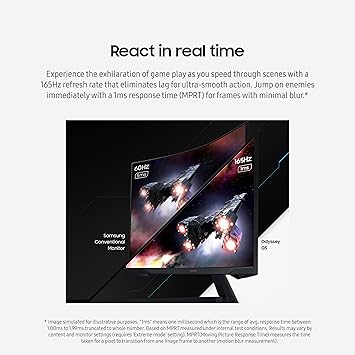 React in real time
Experience the exhilaration of game play as you speed through scenes with a
165Hz refresh rate that eliminates lag for ultra-smooth action. Jump on enemies
immediately with a 1ms response time (MPRT) for frames with minimal blur.*
60Hz
5ms
165Hz
1ms
Samsung
Conventional
Monitor
Odyssey
G5
* Image simulated for illustrative purposes. "1ms" means one millisecond which is the range of avg. response time between
1.00ms to 1.99ms truncated to whole number. Based on MPRT measured under internal test conditions. Results may vary by
content and monitor settings (requires 'Extreme mode' setting). MPRT(Moving Picture Response Time) measures the time
taken for a pixel to transition from one image frame to another (motion blur measurement).